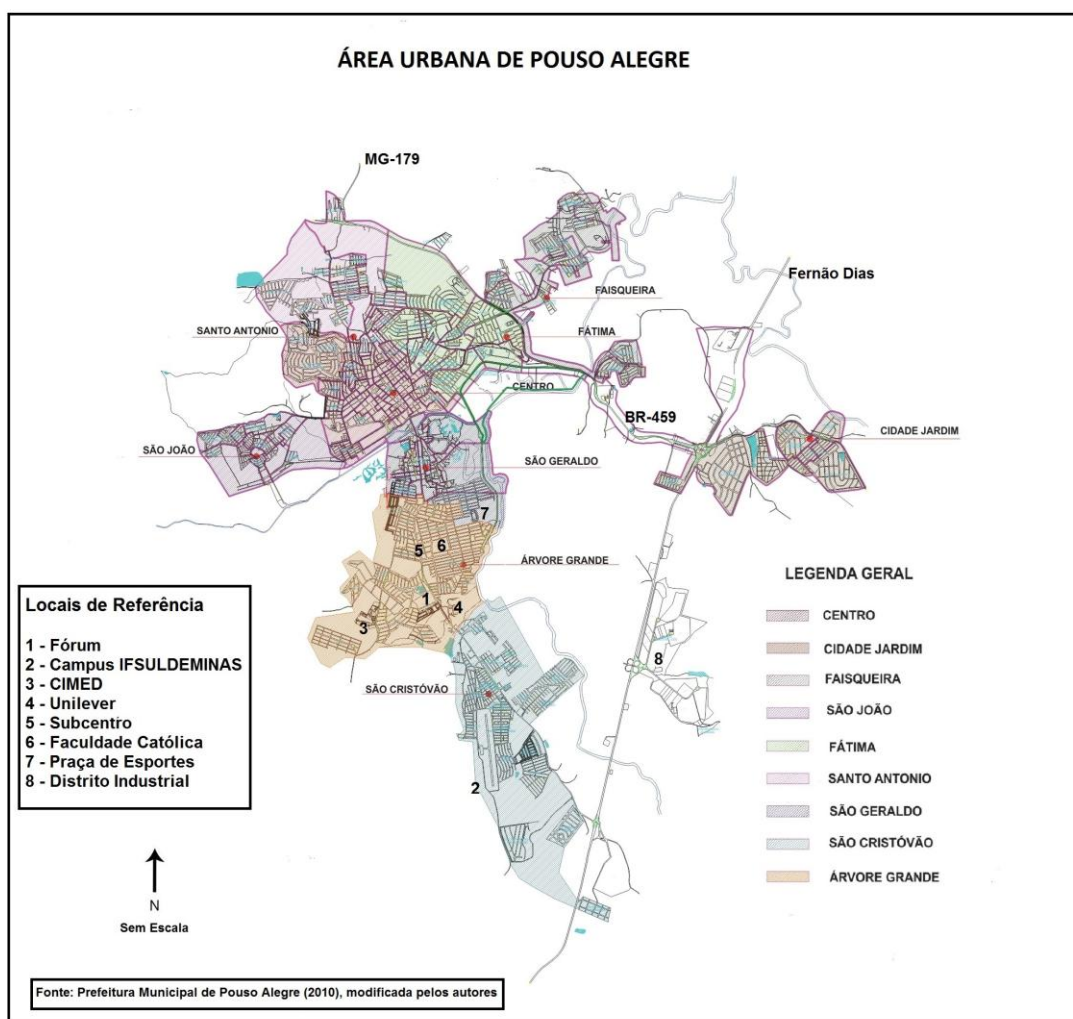 ÁREA URBANA DE POUSO ALEGRE
MG-179
Fernão Dias
FAISQUEIRA
SANTO ANTONIO
FÁTIMA
CENTRO
BR-459
CIDADE JARDIM
SÃO JOÃO
SÃO GERALDO
7
5
6
ÁRVORE GRANDE
1
4
3
8
SÃO CRISTÓVÃO
2
Locais de Referência
1 - Fórum
2 - Campus IFSULDEMINAS
3 - CIMED
4 - Unilever
5 - Subcentro
6 - Faculdade Católica
7 - Praça de Esportes
8 - Distrito Industrial
LEGENDA GERAL
CENTRO
CIDADE JARDIM
FAISQUEIRA
SÃO JOÃO
FÁTIMA
SANTO ANTONIO
SÃO GERALDO
SÃO CRISTÓVÃO
ÁRVORE GRANDE
N
Sem Escala
Fonte: Prefeitura Municipal de Pouso Alegre (2010), modificada pelos autores